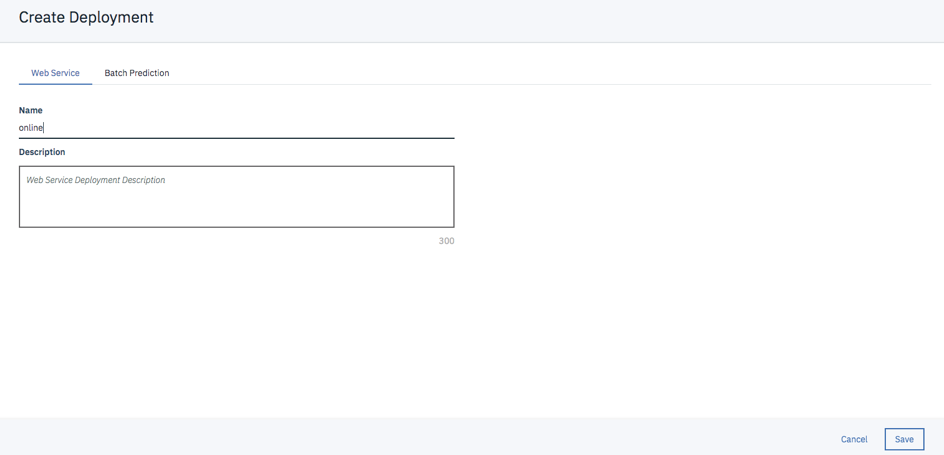 Create Deployment
Web Service Batch Prediction
Name
online
Description
Web Service Deployment Description
300
Cancel Save